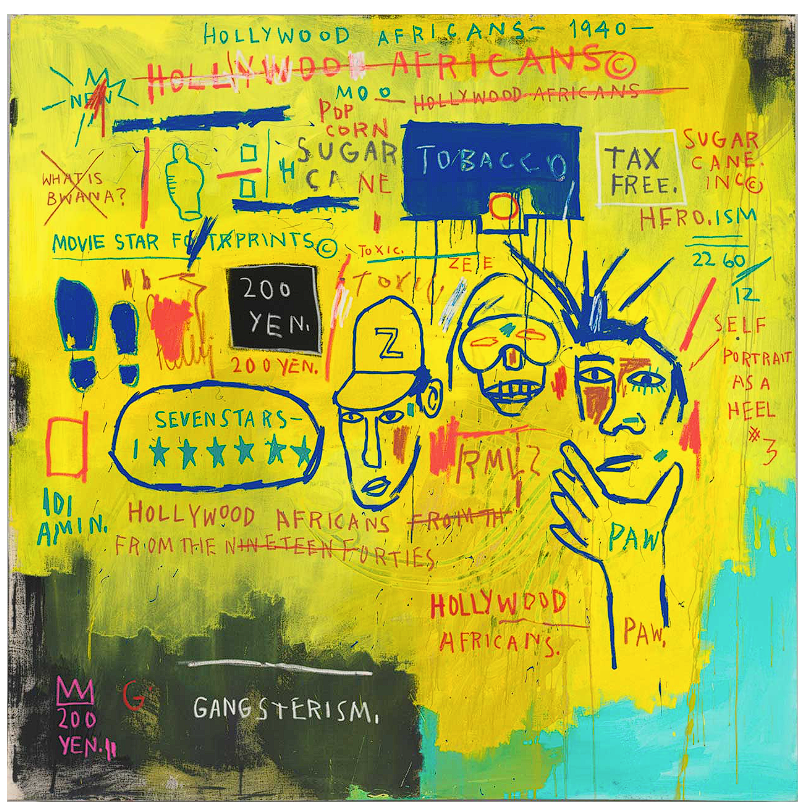 HOLLYWOOD AFRICANS- 1940-
HOLLYWOOD AFRICANS©
NEW
MOO
HOLLYWOOD AFRICANS
POP
CORN
SUGAR
CANE
TOBACCO
TAX
FREE.
SUGAR
CANE.
INC©
WHAT IS
BWANA?
HERO.ISM
22 60
12
MOVIE STAR FOOTPRINTS©
TOXIC.
TOXIC
200
YEN.
200 YEN.
Z
SELF
PORTRAIT
AS A
HEEL
#3
SEVEN STARS-
1 ★★★★★★
RMLZ
IDI
AMIN.
HOLLYWOOD AFRICANS FROM TH
FROM THE NINETEEN FORTIES
PAW
HOLLYWOOD
AFRICANS.
PAW.
200
YEN.
G
GANGSTERISM.